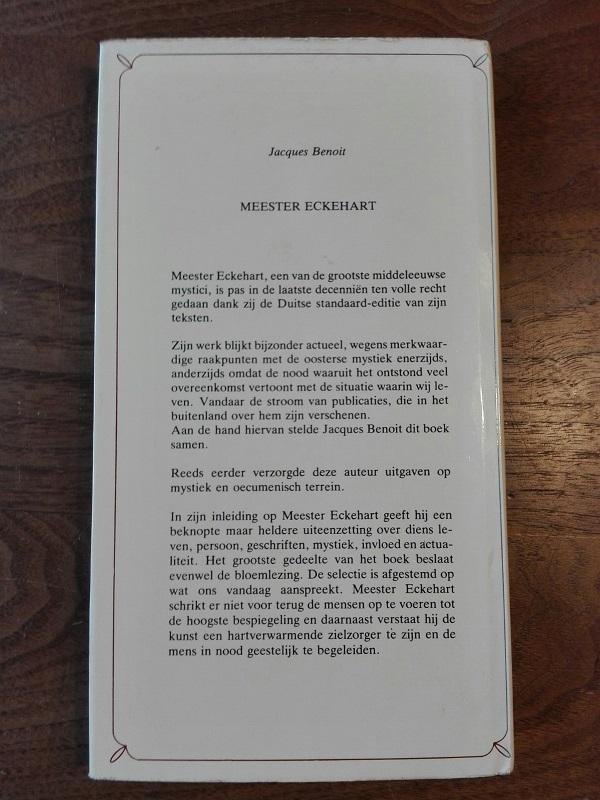 Jacques Benoit
MEESTER ECKEHART
Meester Eckehart, een van de grootste middeleeuwse
mystici, is pas in de laatste decenniën ten volle recht
gedaan dank zij de Duitse standaard-editie van zijn
teksten.
Zijn werk blijkt bijzonder actueel, wegens merkwaar-
dige raakpunten met de oosterse mystiek enerzijds,
anderzijds omdat de nood waaruit het ontstond veel
overeenkomst vertoont met de situatie waarin wij le-
ven. Vandaar de stroom van publicaties, die in het
buitenland over hem zijn verschenen.
Aan de hand hiervan stelde Jacques Benoit dit boek
samen.
Reeds eerder verzorgde deze auteur uitgaven op
mystiek en oecumenisch terrein.
In zijn inleiding op Meester Eckehart geeft hij een
beknopte maar heldere uiteenzetting over diens le-
ven, persoon, geschriften, mystiek, invloed en actua-
liteit. Het grootste gedeelte van het boek beslaat
evenwel de bloemlezing. De selectie is afgestemd op
wat ons vandaag aanspreekt. Meester Eckehart
schrikt er niet voor terug de mensen op te voeren tot
de hoogste bespiegeling en daarnaast verstaat hij de
kunst een hartverwarmende zielzorger te zijn en de
mens in nood geestelijk te begeleiden.